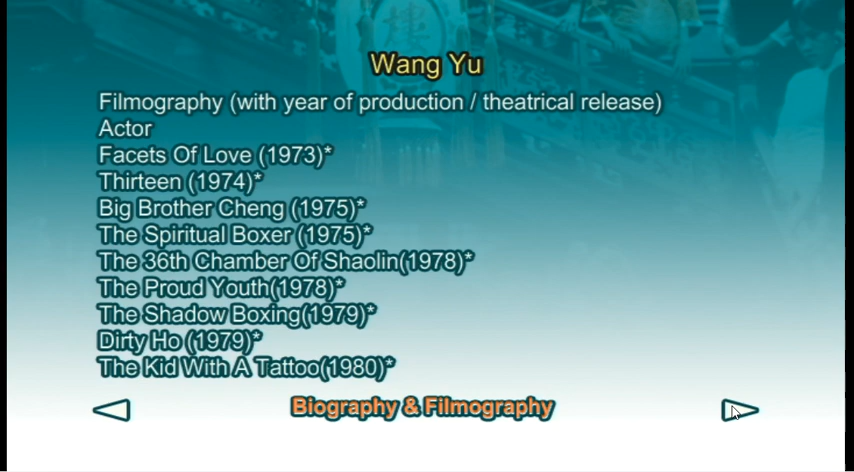 Wang Yu
Filmography (with year of production / theatrical release)
Actor
Facets Of Love (1973)*
Thirteen (1974)*
Big Brother Cheng (1975)*
The Spiritual Boxer (1975)*
The 36th Chamber Of Shaolin(1978)*
The Proud Youth(1978)*
The Shadow Boxing(1979)*
Dirty Ho (1979)*
The Kid With A Tattoo(1980)*
Biography & Filmography